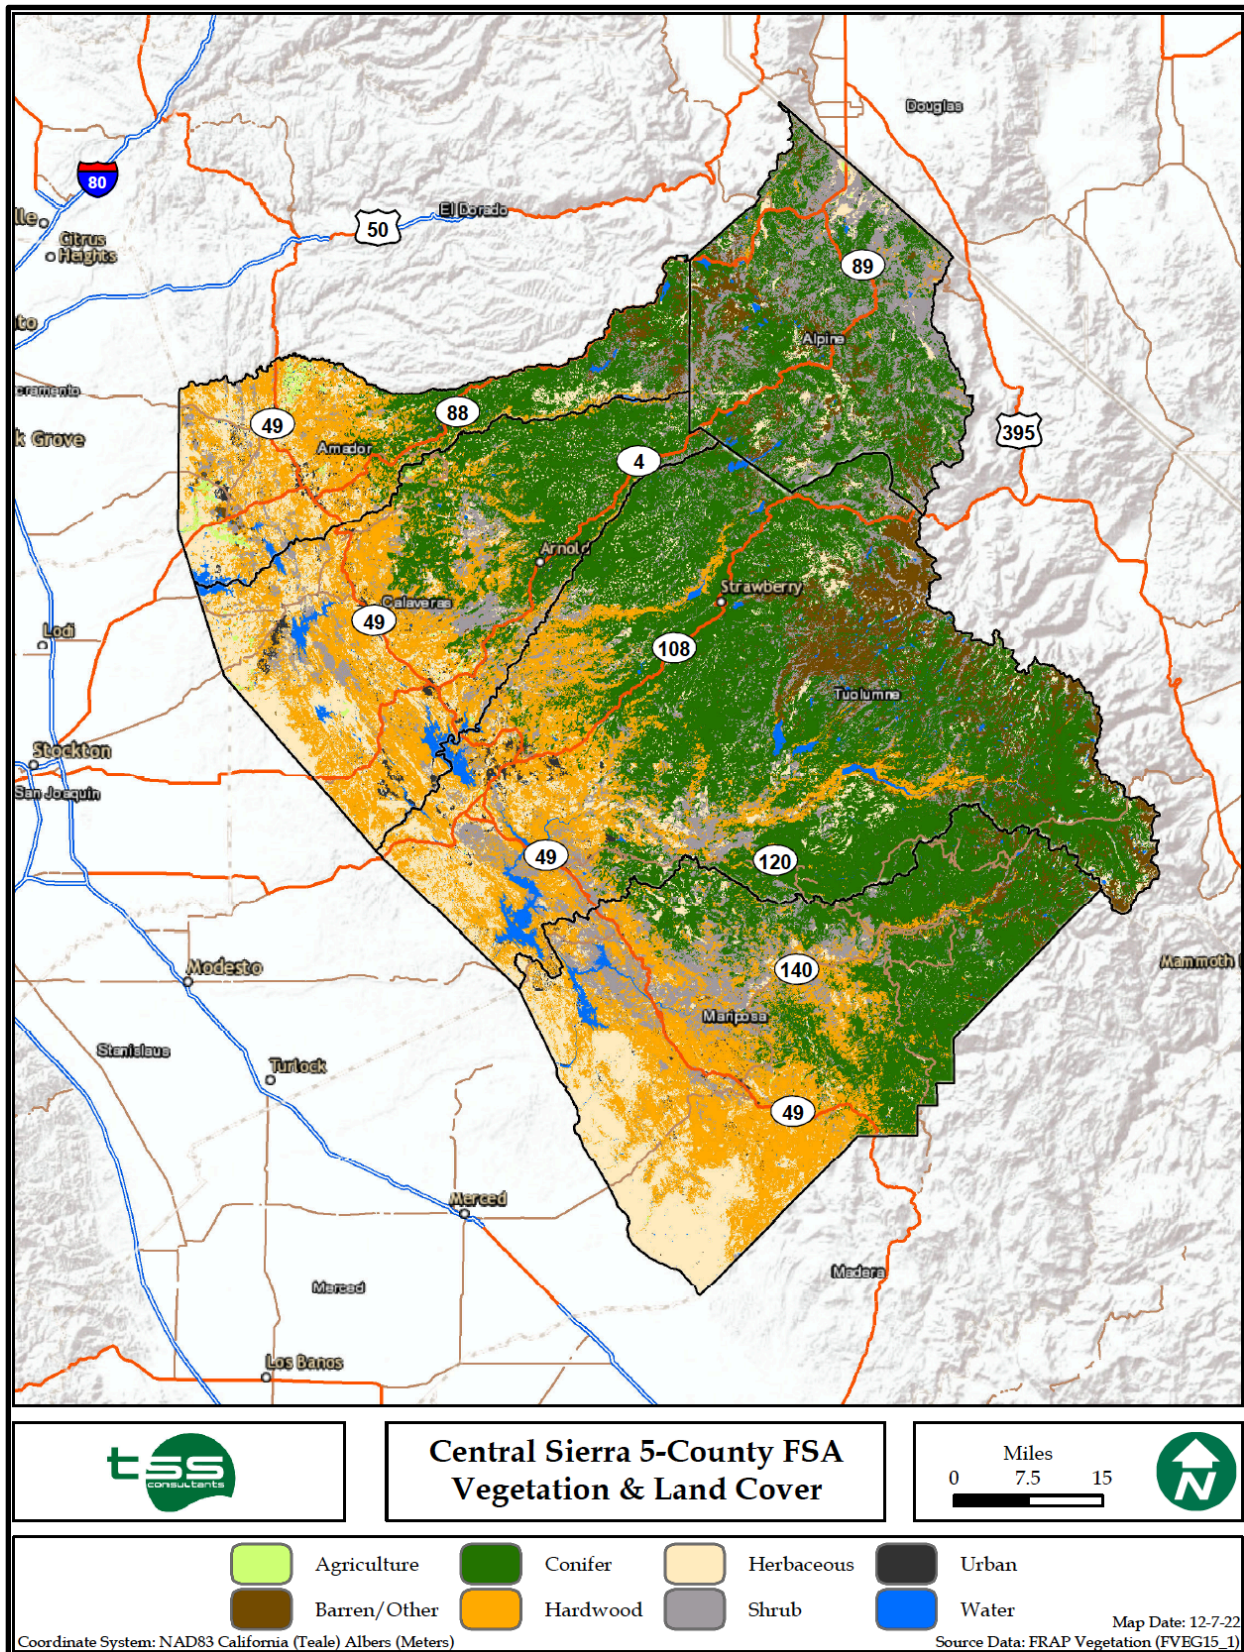 Douglas
80
El Dorado
50
lle
Citrus
Heights
89
to
Alpine
cramento
49
88
k Grove
Amador
395
4
Arnold
Strawberry
Calaveras
49
Lodi
108
Tuolumne
Stockton
San Joaquin
49
120
Modesto
140
Mammoth
Mariposa
Stanislaus
Turlock
49
Merced
Madera
Merced
Los Banos
tss
consultants
Central Sierra 5-County FSA
Vegetation & Land Cover
Miles
0 7.5 15
N
Agriculture Conifer Herbaceous Urban
Barren/Other Hardwood Shrub Water
Map Date: 12-7-22
Coordinate System: NAD83 California (Teale) Albers (Meters) Source Data: FRAP Vegetation (FVEG15_1)